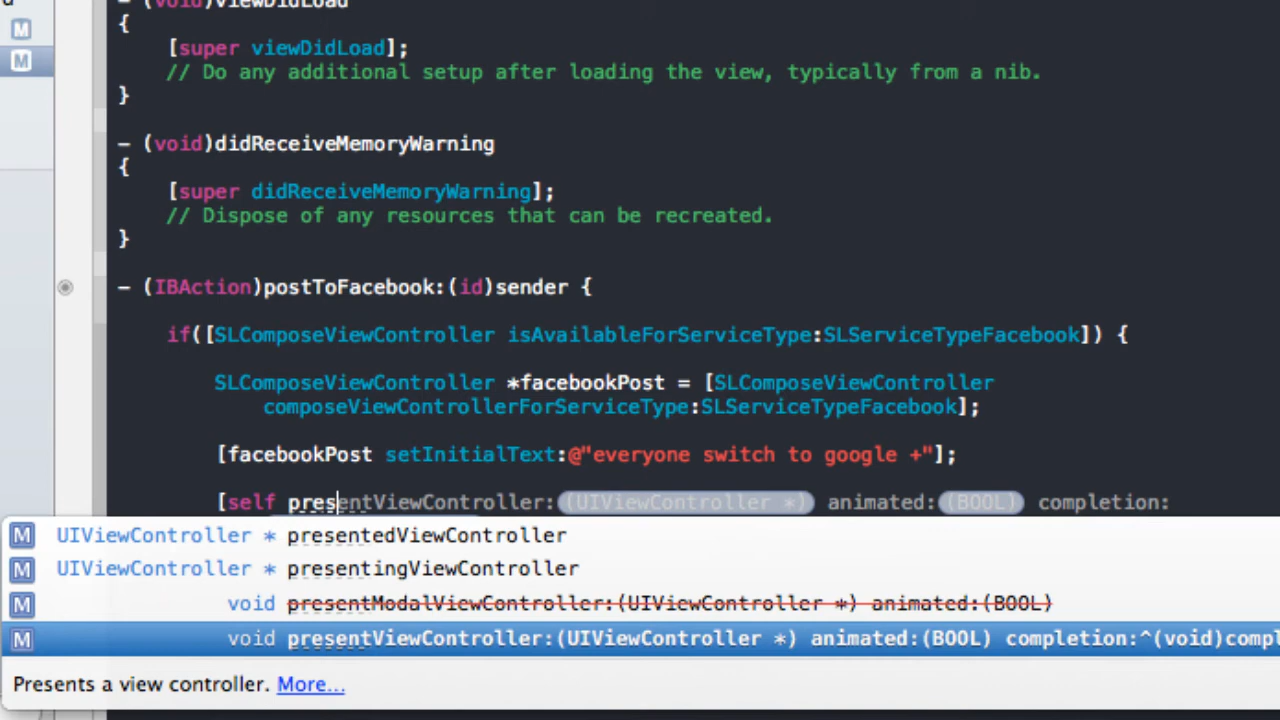 - (void)viewDidLoad
M
{
[super viewDidLoad];
M
// Do any additional setup after loading the view, typically from a nib.
}
- (void)didReceiveMemoryWarning
{
[super didReceiveMemoryWarning];
// Dispose of any resources that can be recreated.
}
- (IBAction)postToFacebook:(id)sender {
if([SLComposeViewController isAvailableForServiceType:SLServiceTypeFacebook]) {
SLComposeViewController *facebookPost = [SLComposeViewController
composeViewControllerForServiceType:SLServiceTypeFacebook];
[facebookPost setInitialText:@"everyone switch to google +"];
[self presentViewController:(UIViewController *) animated:(BOOL) completion:
M UIViewController * presentedViewController
M UIViewController * presentingViewController
M void presentModalViewController:(UIViewController *) animated:(BOOL)
M void presentViewController:(UIViewController *) animated:(BOOL) completion:^(void)compl
Presents a view controller. More...